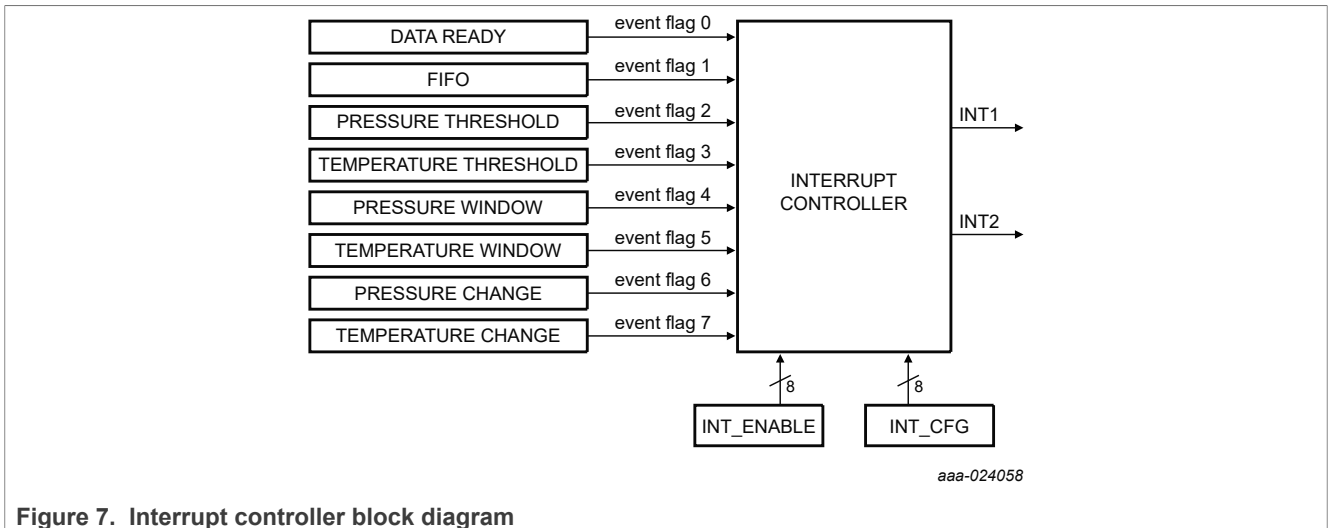 DATA READY
event flag 0
FIFO
event flag 1
PRESSURE THRESHOLD
event flag 2
TEMPERATURE THRESHOLD
event flag 3
PRESSURE WINDOW
event flag 4
TEMPERATURE WINDOW
event flag 5
PRESSURE CHANGE
event flag 6
TEMPERATURE CHANGE
event flag 7
INTERRUPT
CONTROLLER
INT1
INT2
8
8
INT_ENABLE
INT_CFG
aaa-024058
Figure 7. Interrupt controller block diagram